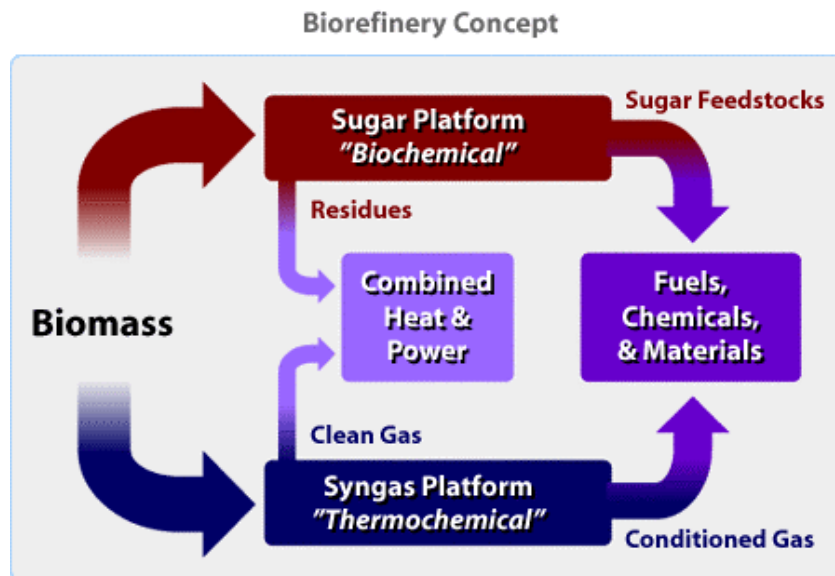 Biorefinery Concept
Sugar Feedstocks
Sugar Platform
"Biochemical"
Residues
Combined
Heat &
Power
Fuels,
Chemicals,
& Materials
Biomass
Clean Gas
Syngas Platform
"Thermochemical"
Conditioned Gas